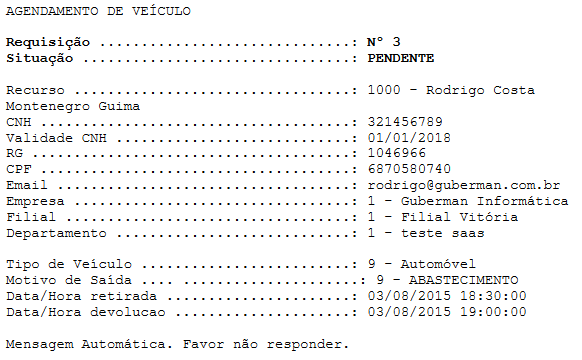 AGENDAMENTO DE VEÍCULO
Requisição ..............................: Nº 3
Situação ................................: PENDENTE
Recurso .................................: 1000 - Rodrigo Costa
Montenegro Guima
CNH .....................................: 321456789
Validade CNH ............................: 01/01/2018
RG ......................................: 1046966
CPF .....................................: 6870580740
Email ...................................: rodrigo@guberman.com.br
Empresa .................................: 1 - Guberman Informática
Filial ..................................: 1 - Filial Vitória
Departamento ............................: 1 - teste saas
Tipo de Veículo .........................: 9 - Automóvel
Motivo de Saída .... ......................: 9 - ABASTECIMENTO
Data/Hora retirada  ......................: 03/08/2015 18:30:00
Data/Hora devolucao .....................: 03/08/2015 19:00:00
Mensagem Automática. Favor não responder.